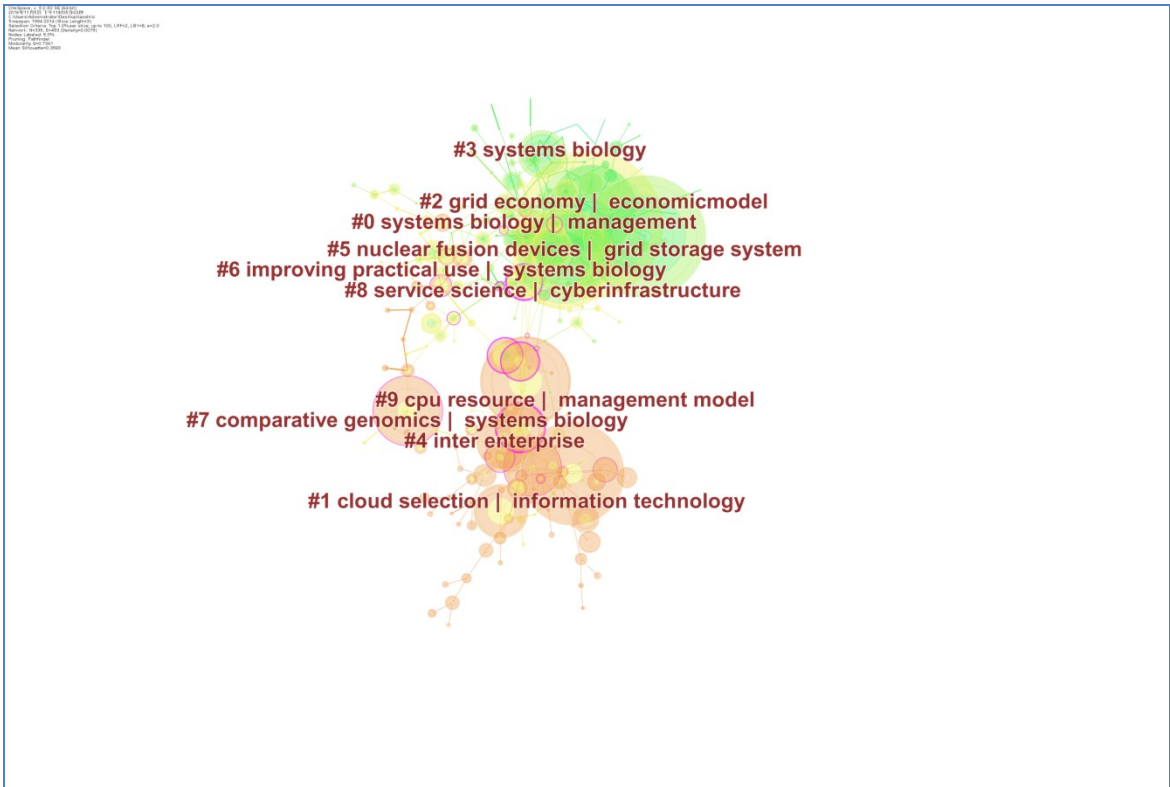 Pruning: Pathfinder
#3 systems biology
#2 grid economy | economicmodel
#0 systems biology | management
#5 nuclear fusion devices | grid storage system
#6 improving practical use | systems biology
#8 service science | cyberinfrastructure
#9 cpu resource | management model
#7 comparative genomics | systems biology
#4 inter enterprise
#1 cloud selection | information technology